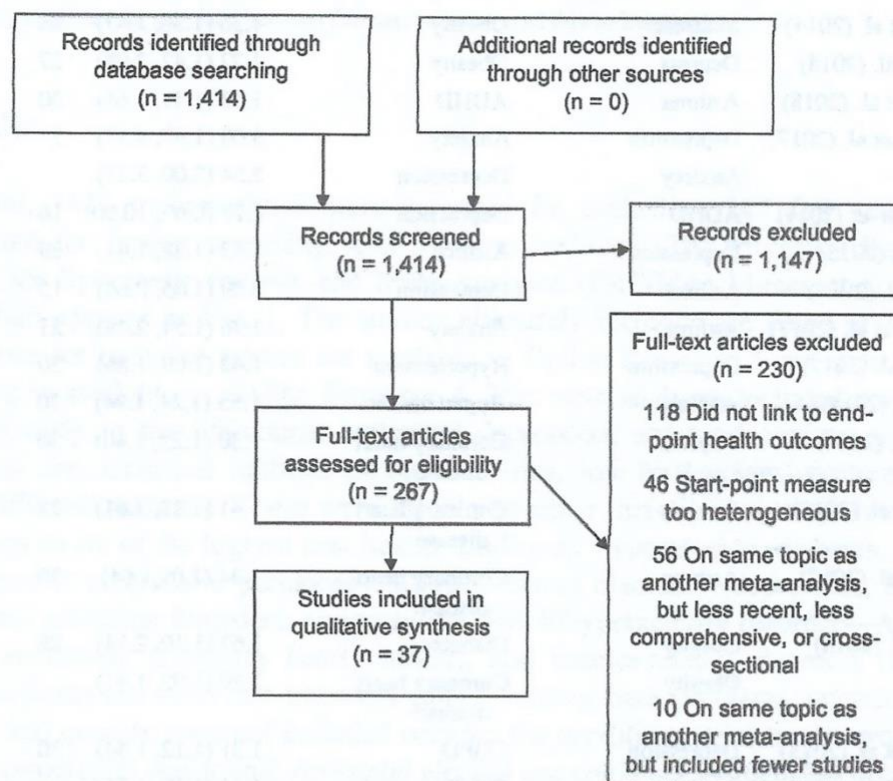 Records identified through
database searching
(n = 1,414)
Additional records identified
through other sources
(n = 0)
Records screened
(n = 1,414)
Records excluded
(n = 1,147)
Full-text articles
assessed for eligibility
(n = 267)
Full-text articles excluded
(n = 230)
118 Did not link to end-
point health outcomes
46 Start-point measure
too heterogeneous
56 On same topic as
another meta-analysis,
but less recent, less
comprehensive, or cross-
sectional
10 On same topic as
another meta-analysis,
but included fewer studies
Studies included in
qualitative synthesis
(n = 37)